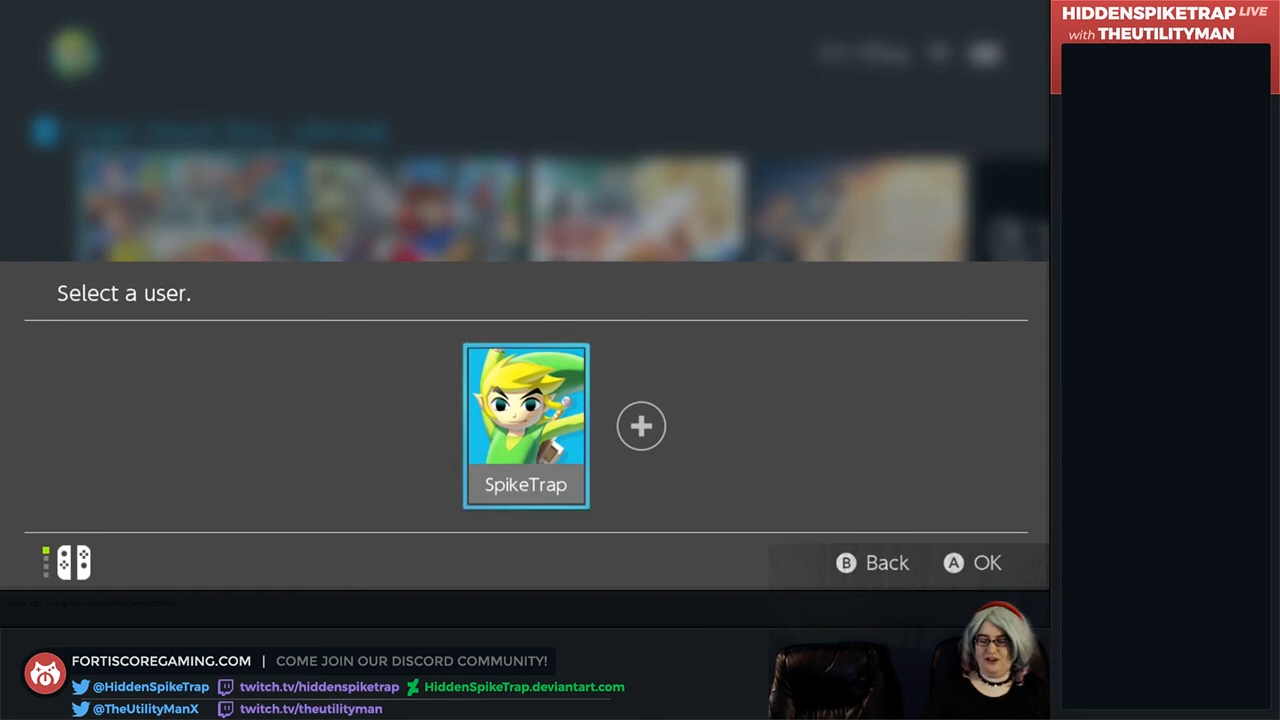 HIDDENSPIKETRAP LIVE
with THEUTILITYMAN
Select a user.
SpikeTrap
B Back A OK
FORTISCOREGAMING.COM | COME JOIN OUR DISCORD COMMUNITY!
@HiddenSpikeTrap twitch.tv/hiddenspiketrap HiddenSpikeTrap.deviantart.com
@TheUtilityManX twitch.tv/theutilityman